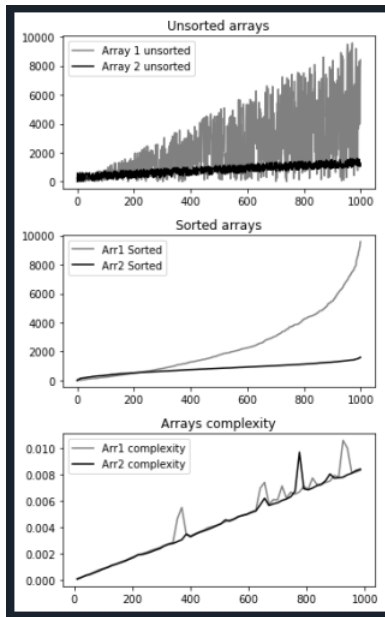 Unsorted arrays
10000
8000
6000
4000
2000
0
Array 1 unsorted
Array 2 unsorted
0 200 400 600 800 1000
Sorted arrays
10000
8000
6000
4000
2000
0
Arr1 Sorted
Arr2 Sorted
0 200 400 600 800 1000
Arrays complexity
0.010
0.008
0.006
0.004
0.002
0.000
Arr1 complexity
Arr2 complexity
0 200 400 600 800 1000